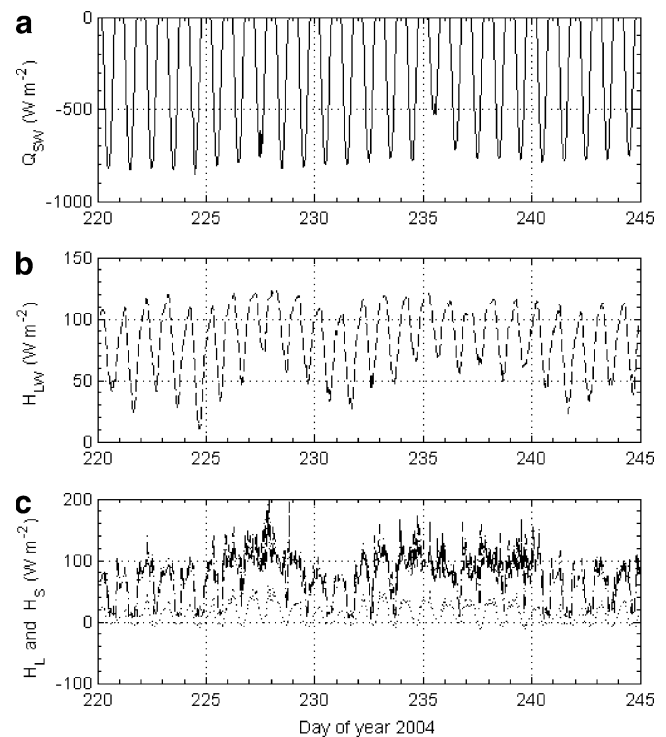 a
0
-500
-1000
Q_SW (W m⁻²)
220 225 230 235 240 245
b
150
100
50
0
H_LW (W m⁻²)
220 225 230 235 240 245
c
200
100
0
-100
H_L and H_S (W m⁻²)
220 225 230 235 240 245
Day of year 2004